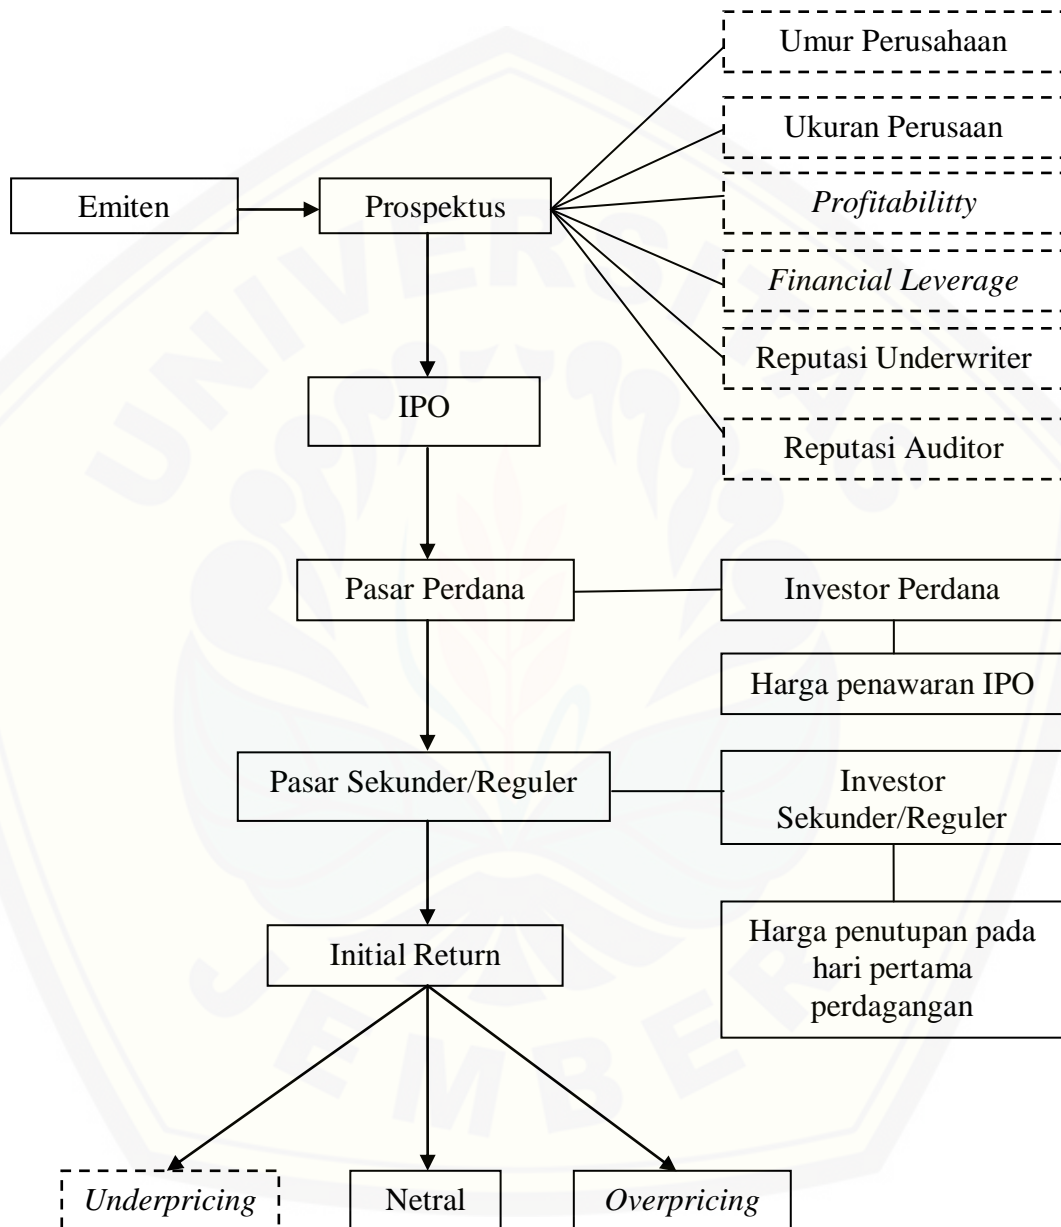 Umur Perusahaan
Ukuran Perusaan
Emiten
Prospektus
Profitabilitty
Financial Leverage
Reputasi Underwriter
IPO
Reputasi Auditor
Pasar Perdana
Investor Perdana
Harga penawaran IPO
Pasar Sekunder/Reguler
Investor
Sekunder/Reguler
Initial Return
Harga penutupan pada
hari pertama
perdagangan
Underpricing
Netral
Overpricing
UNIVERSITAS
JEMBER